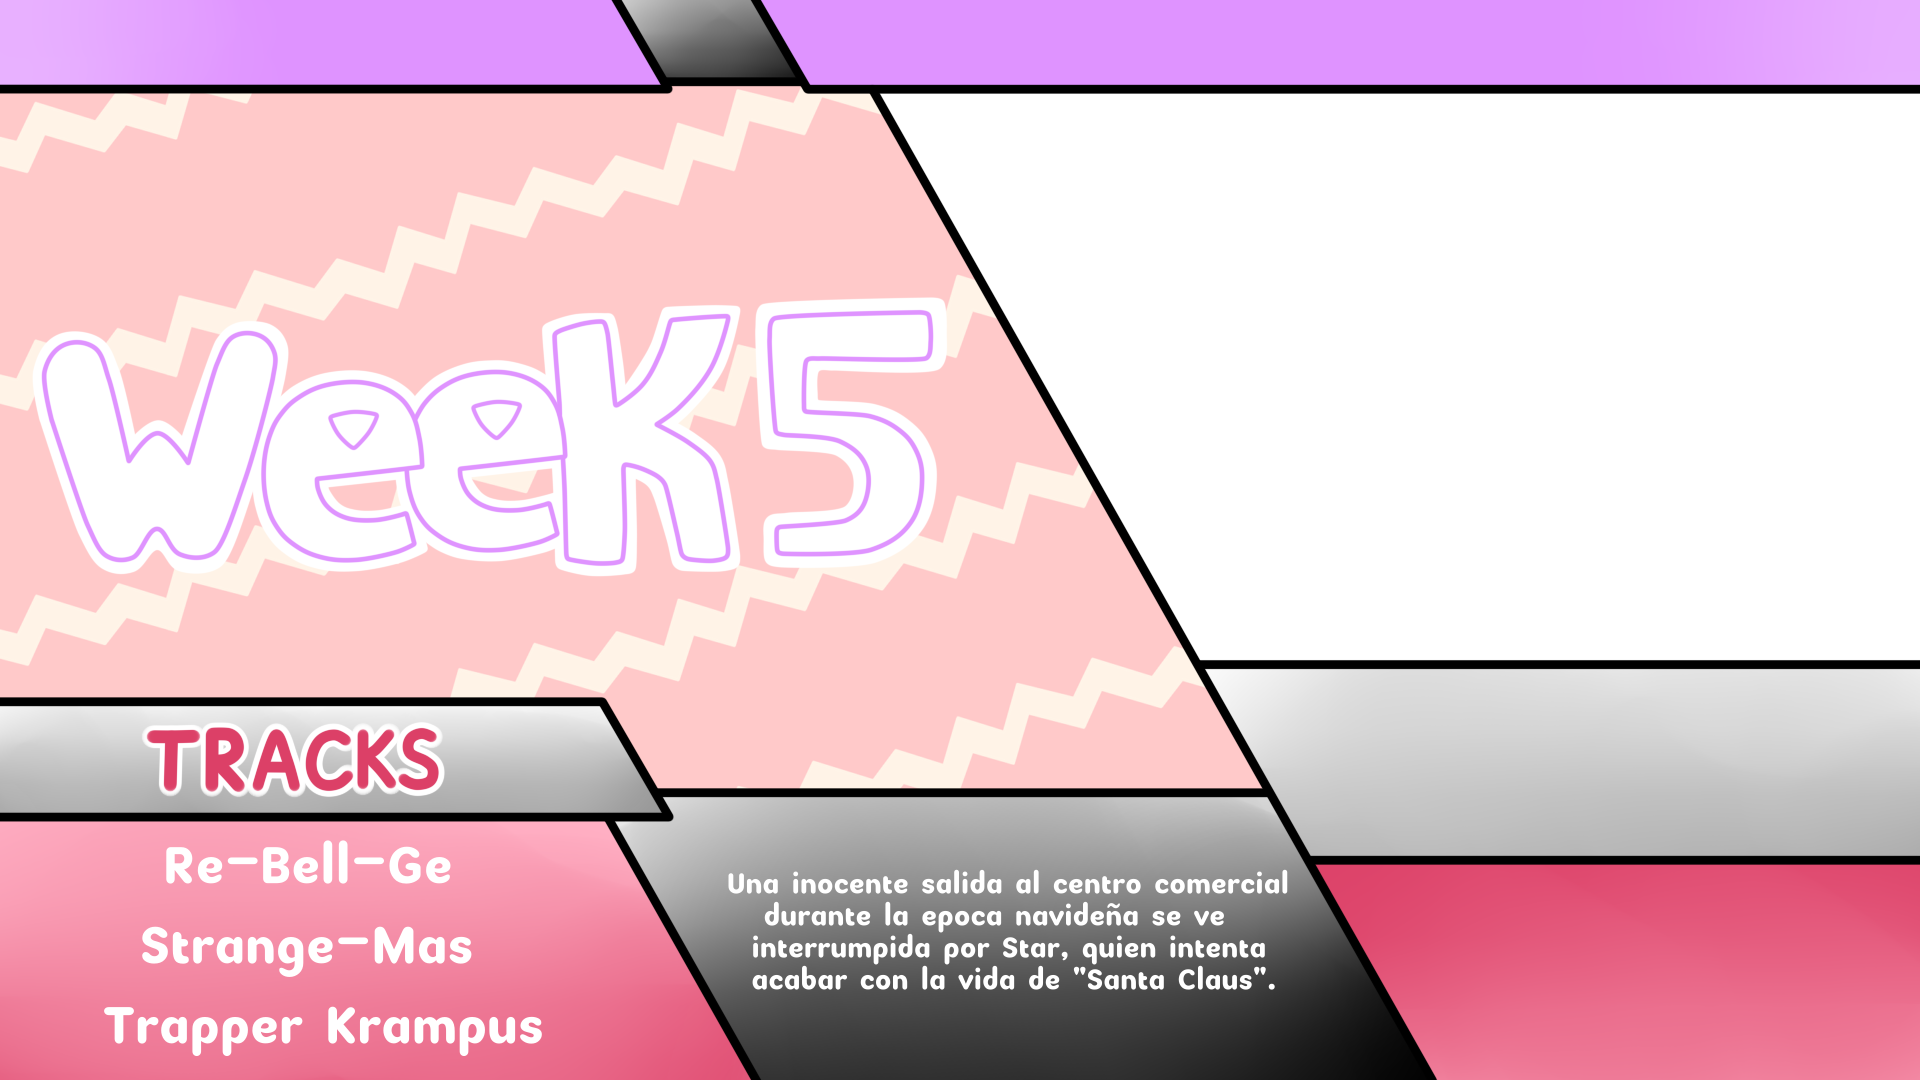 WeeK 5
TRACKS
Re-Bell-Ge
Strange-Mas
Trapper Krampus
Una inocente salida al centro comercial
durante la epoca navideña se ve
interrumpida por Star, quien intenta
acabar con la vida de "Santa Claus".